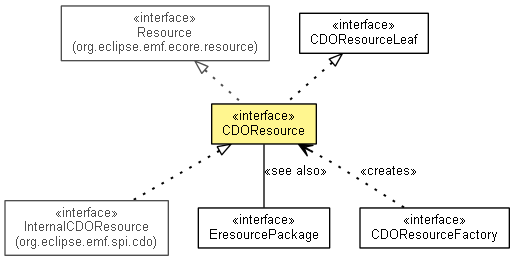 «interface»
Resource
(org.eclipse.emf.ecore.resource)
«interface»
CDOResourceLeaf
«interface»
CDOResource
«see also»
«creates»
«interface»
InternalCDOResource
(org.eclipse.emf.spi.cdo)
«interface»
EresourcePackage
«interface»
CDOResourceFactory